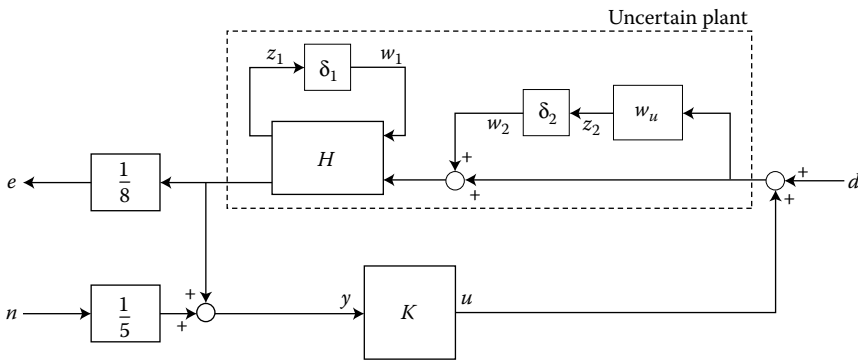 Uncertain plant
z₁
δ₁
w₁
w₂
δ₂
z₂
wᵤ
H
e
1/8
+
+
+
+
d
n
1/5
+
+
y
K
u